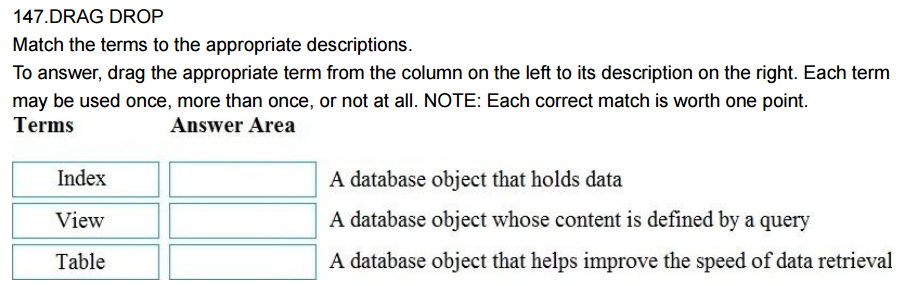 147.DRAG DROP
Match the terms to the appropriate descriptions.
To answer, drag the appropriate term from the column on the left to its description on the right. Each term
may be used once, more than once, or not at all. NOTE: Each correct match is worth one point.
Terms Answer Area
Index A database object that holds data
View A database object whose content is defined by a query
Table A database object that helps improve the speed of data retrieval